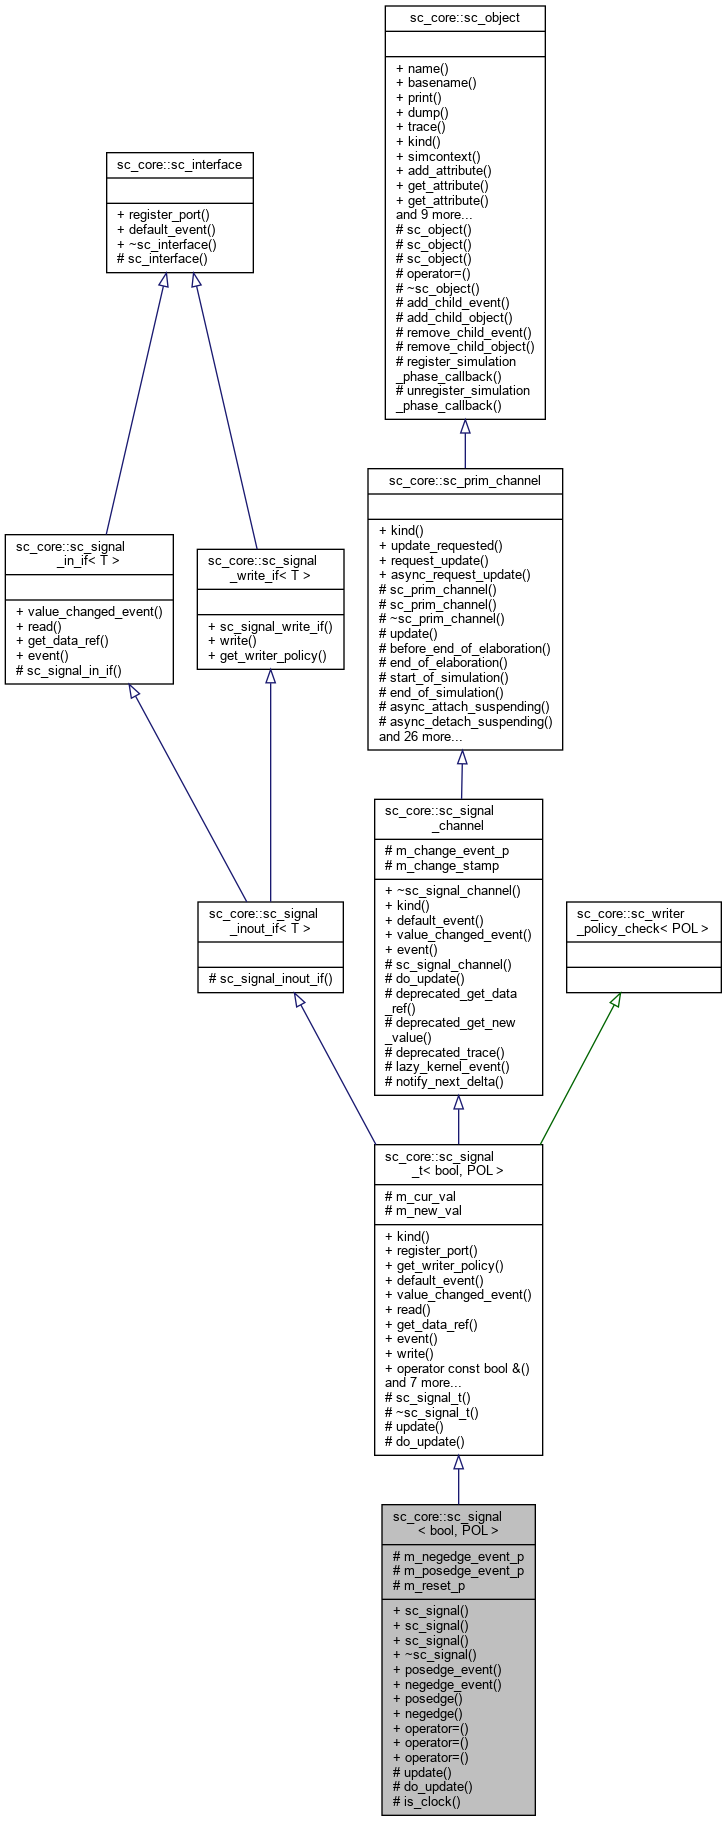 sc_core::sc_object
+ name()
+ basename()
+ print()
+ dump()
+ trace()
+ kind()
+ simcontext()
+ add_attribute()
+ get_attribute()
+ get_attribute()
and 9 more...
# sc_object()
# sc_object()
# sc_object()
# operator=()
# ~sc_object()
# add_child_event()
# add_child_object()
# remove_child_event()
# remove_child_object()
# register_simulation
_phase_callback()
# unregister_simulation
_phase_callback()
sc_core::sc_interface
+ register_port()
+ default_event()
+ ~sc_interface()
# sc_interface()
sc_core::sc_prim_channel
+ kind()
+ update_requested()
+ request_update()
+ async_request_update()
# sc_prim_channel()
# sc_prim_channel()
# ~sc_prim_channel()
# update()
# before_end_of_elaboration()
# end_of_elaboration()
# start_of_simulation()
# end_of_simulation()
# async_attach_suspending()
# async_detach_suspending()
and 26 more...
sc_core::sc_signal
_in_if< T >
+ value_changed_event()
+ read()
+ get_data_ref()
+ event()
# sc_signal_in_if()
sc_core::sc_signal
_write_if< T >
+ sc_signal_write_if()
+ write()
+ get_writer_policy()
sc_core::sc_signal
_channel
# m_change_event_p
# m_change_stamp
+ ~sc_signal_channel()
+ kind()
+ default_event()
+ value_changed_event()
+ event()
# sc_signal_channel()
# do_update()
# deprecated_get_data
_ref()
# deprecated_get_new
_value()
# deprecated_trace()
# lazy_kernel_event()
# notify_next_delta()
sc_core::sc_signal
_inout_if< T >
# sc_signal_inout_if()
sc_core::sc_writer
_policy_check< POL >
sc_core::sc_signal
_t< bool, POL >
# m_cur_val
# m_new_val
+ kind()
+ register_port()
+ get_writer_policy()
+ default_event()
+ value_changed_event()
+ read()
+ get_data_ref()
+ event()
+ write()
+ operator const bool &()
and 7 more...
# sc_signal_t()
# ~sc_signal_t()
# update()
# do_update()
sc_core::sc_signal
< bool, POL >
# m_negedge_event_p
# m_posedge_event_p
# m_reset_p
+ sc_signal()
+ sc_signal()
+ sc_signal()
+ ~sc_signal()
+ posedge_event()
+ negedge_event()
+ posedge()
+ negedge()
+ operator=()
+ operator=()
+ operator=()
# update()
# do_update()
# is_clock()